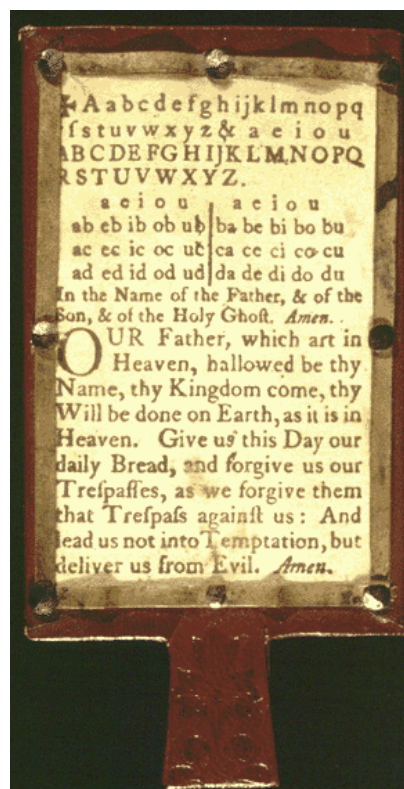 ✠Aabcdefghijklmnopq
rſstuvwxyz& a e i o u
ABCDEFGHIJKLMNOPQ
RSTUVWXYZ.
a e i o u | a e i o u
ab eb ib ob ub | ba be bi bo bu
ac ec ic oc uc | ca ce ci co cu
ad ed id od ud | da de di do du
In the Name of the Father, & of the
Son, & of the Holy Ghoſt. Amen.
OUR Father, which art in
Heaven, hallowed be thy
Name, thy Kingdom come, thy
Will be done on Earth, as it is in
Heaven. Give us this Day our
daily Bread, and forgive us our
Treſpaſſes, as we forgive them
that Treſpaſs againſt us: And
lead us not into Temptation, but
deliver us from Evil. Amen.